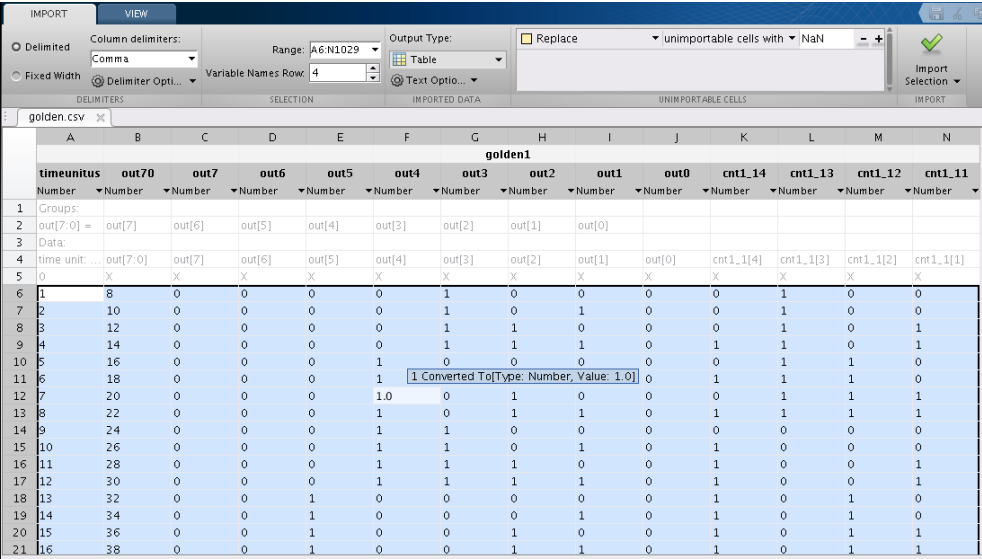 IMPORT VIEW
Delimited Column delimiters: Range: A6:N1029 Output Type: Replace unimportable cells with NaN - +
Comma Table
Fixed Width Delimiter Opti... Variable Names Row: 4 Text Optio... Import Selection
DELIMITERS SELECTION IMPORTED DATA UNIMPORTABLE CELLS IMPORT
golden.csv
A B C D E F G H I J K L M N
golden1
timeunitus out70 out7 out6 out5 out4 out3 out2 out1 out0 cnt1_14 cnt1_13 cnt1_12 cnt1_11
Number Number Number Number Number Number Number Number Number Number Number Number Number Number
1 Groups:
2 out[7:0] = out[7] out[6] out[5] out[4] out[3] out[2] out[1] out[0]
3 Data:
4 time unit: ... out[7:0] out[7] out[6] out[5] out[4] out[3] out[2] out[1] out[0] cnt1_1[4] cnt1_1[3] cnt1_1[2] cnt1_1[1]
5 0 X X X X X X X X X X X X X
6 1 8 0 0 0 0 1 0 0 0 0 1 0 0
7 2 10 0 0 0 0 1 0 1 0 0 1 0 0
8 3 12 0 0 0 0 1 1 0 0 0 1 0 1
9 4 14 0 0 0 0 1 1 1 0 1 1 0 1
10 5 16 0 0 0 1 0 0 0 0 0 1 1 0
11 6 18 0 0 0 1 1 Converted To[Type: Number, Value: 1.0] 0 1 1 1 0
12 7 20 0 0 0 1.0 0 1 0 0 0 1 1 1
13 8 22 0 0 0 1 0 1 1 0 1 1 1 1
14 9 24 0 0 0 1 1 0 0 0 0 0 0 0
15 10 26 0 0 0 1 1 0 1 0 1 0 1 0
16 11 28 0 0 0 1 1 1 0 0 1 0 0 1
17 12 30 0 0 0 1 1 1 1 0 1 0 0 1
18 13 32 0 0 1 0 0 0 0 0 1 0 1 0
19 14 34 0 0 1 0 0 0 1 0 1 0 1 1
20 15 36 0 0 1 0 0 1 0 0 1 0 1 1
21 16 38 0 0 1 0 0 1 1 0 1 0 0 1